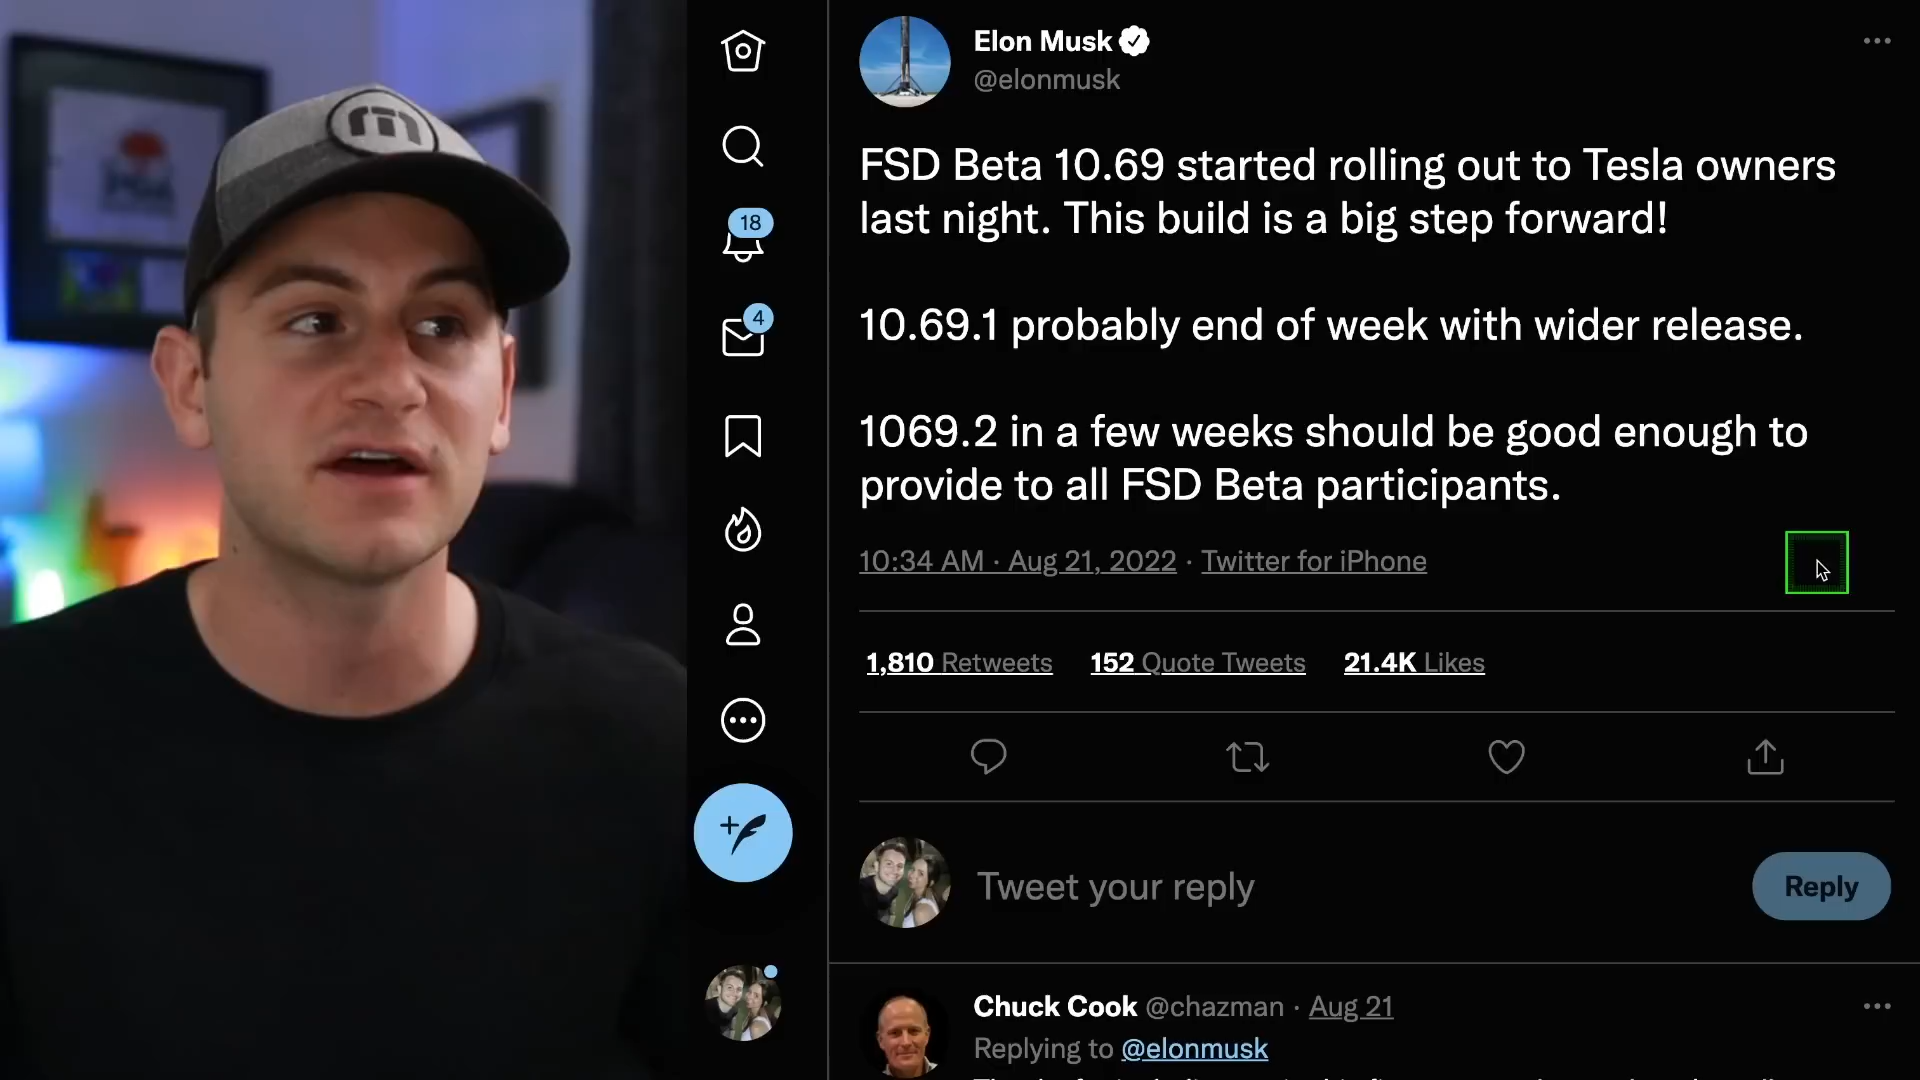 Elon Musk
@elonmusk
FSD Beta 10.69 started rolling out to Tesla owners
last night. This build is a big step forward!
10.69.1 probably end of week with wider release.
1069.2 in a few weeks should be good enough to
provide to all FSD Beta participants.
10:34 AM · Aug 21, 2022 · Twitter for iPhone
1,810 Retweets 152 Quote Tweets 21.4K Likes
Tweet your reply
Reply
Chuck Cook @chazman · Aug 21
Replying to @elonmusk
18
4